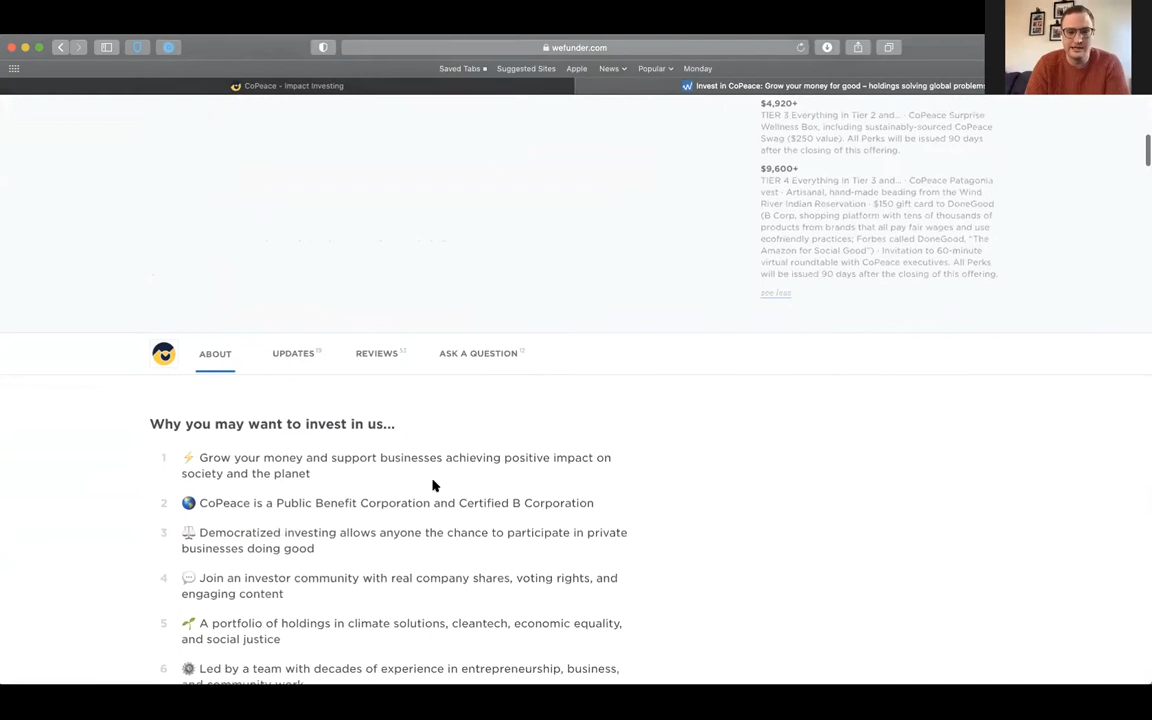 wefunder.com
Saved Tabs
Suggested Sites
Apple
News
Popular
Monday
CoPeace - Impact Investing
Invest in CoPeace: Grow your money for good – holdings solving global problems
$4,920+
TIER 3 Everything in Tier 2 and... · CoPeace Surprise
Wellness Box, including sustainably-sourced CoPeace
Swag ($250 value). All Perks will be issued 90 days
after the closing of this offering.
$9,600+
TIER 4 Everything in Tier 3 and... · CoPeace Patagonia
vest · Artisanal, hand-made beading from the Wind
River Indian Reservation · $150 gift card to DoneGood
(B Corp, shopping platform with tens of thousands of
products from brands that all pay fair wages and use
ecofriendly practices; Forbes called DoneGood, “The
Amazon for Social Good”) · Invitation to 60-minute
virtual roundtable with CoPeace executives. All Perks
will be issued 90 days after the closing of this offering.
see less
ABOUT
UPDATES 19
REVIEWS 53
ASK A QUESTION 12
Why you may want to invest in us...
1 ⚡ Grow your money and support businesses achieving positive impact on
society and the planet
2 🌎 CoPeace is a Public Benefit Corporation and Certified B Corporation
3 ⚖️ Democratized investing allows anyone the chance to participate in private
businesses doing good
4 💬 Join an investor community with real company shares, voting rights, and
engaging content
5 🌱 A portfolio of holdings in climate solutions, cleantech, economic equality,
and social justice
6 ⚙️ Led by a team with decades of experience in entrepreneurship, business,
and community work